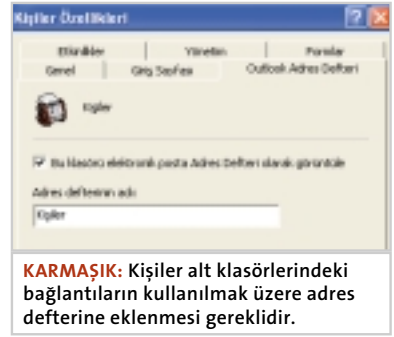 Kişiler Özellikleri
Etkinlikler Yönetim Formlar
Genel Giriş Sayfası Outlook Adres Defteri
Kişiler
Bu klasörü elektronik posta Adres Defteri olarak görüntüle
Adres defterinin adı:
Kişiler
KARMAŞIK: Kişiler alt klasörlerindeki
bağlantıların kullanılmak üzere adres
defterine eklenmesi gereklidir.